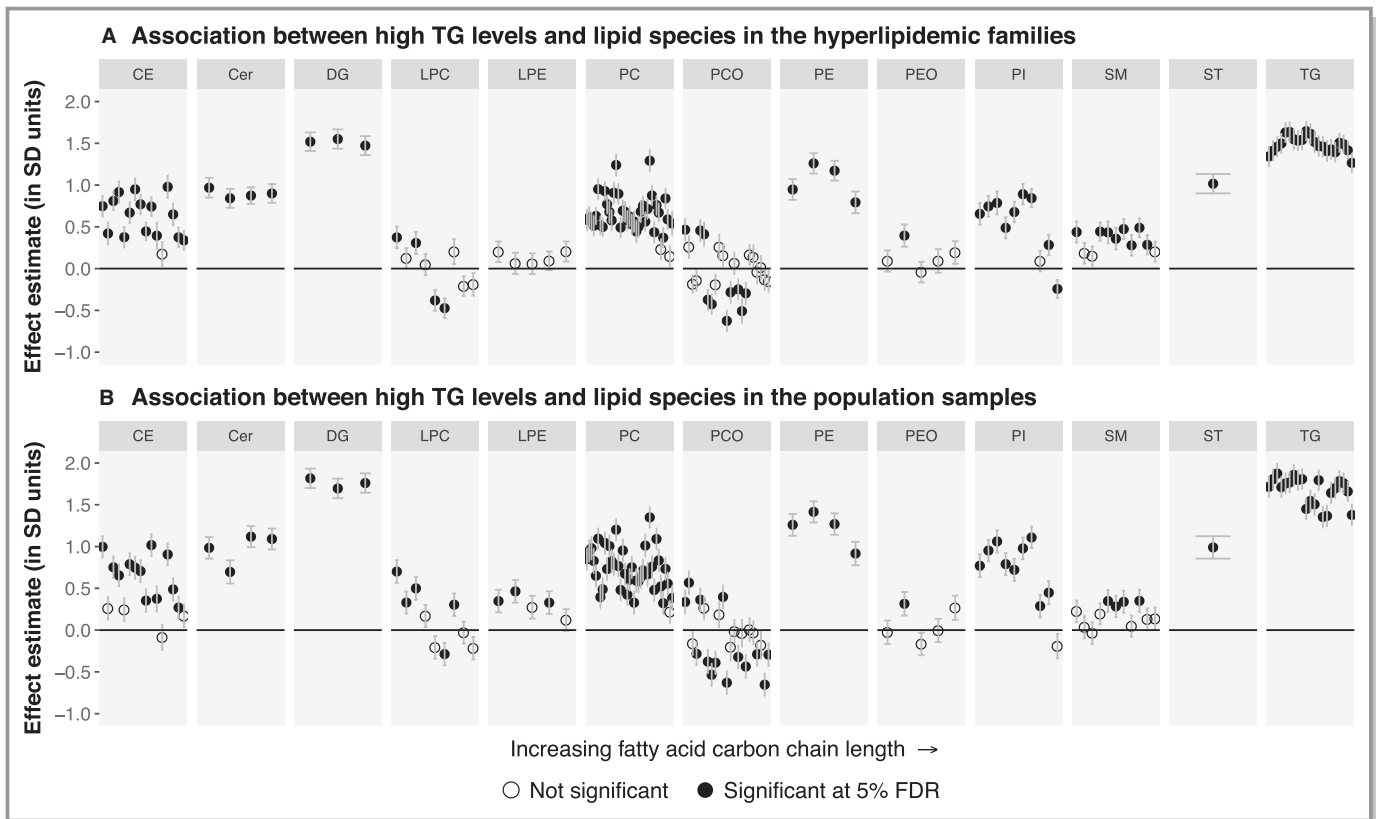 A Association between high TG levels and lipid species in the hyperlipidemic families
CE Cer DG LPC LPE PC PCO PE PEO PI SM ST TG
Effect estimate (in SD units)
2.0
1.5
1.0
0.5
0.0
−0.5
−1.0
B Association between high TG levels and lipid species in the population samples
CE Cer DG LPC LPE PC PCO PE PEO PI SM ST TG
Effect estimate (in SD units)
2.0
1.5
1.0
0.5
0.0
−0.5
−1.0
Increasing fatty acid carbon chain length →
Not significant Significant at 5% FDR